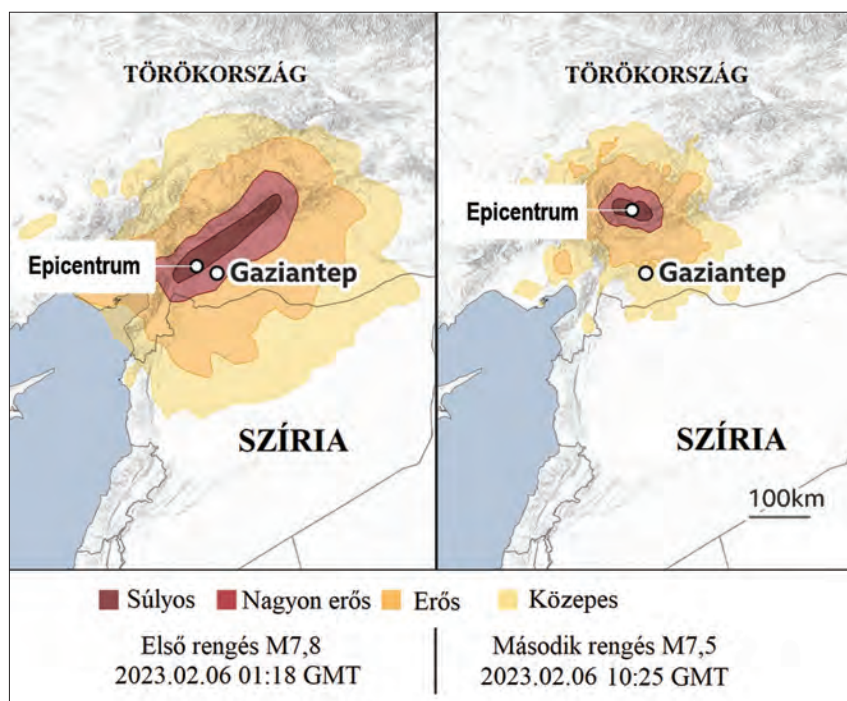 TÖRÖKORSZÁG
Epicentrum
Gaziantep
SZÍRIA
TÖRÖKORSZÁG
Epicentrum
Gaziantep
SZÍRIA
100km
Súlyos Nagyon erős Erős Közepes
Első rengés M7,8
2023.02.06 01:18 GMT
Második rengés M7,5
2023.02.06 10:25 GMT